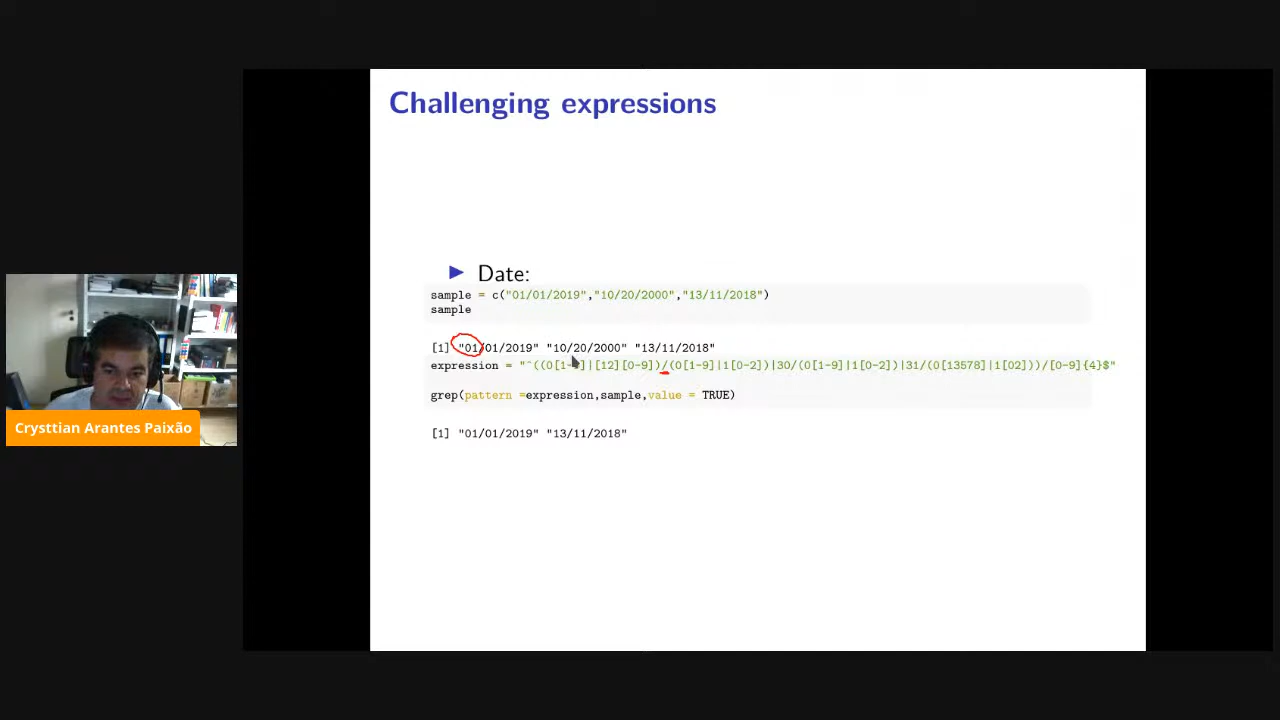 Challenging expressions
Date:
sample = c("01/01/2019","10/20/2000","13/11/2018")
sample
[1] "01/01/2019" "10/20/2000" "13/11/2018"
expression = "^((0[1-9]|[12][0-9])/(0[1-9]|1[0-2])|30/(0[1-9]|1[0-2])|31/(0[13578]|1[02]))/[0-9]{4}$"
grep(pattern =expression,sample,value = TRUE)
[1] "01/01/2019" "13/11/2018"
Crysttian Arantes Paixão